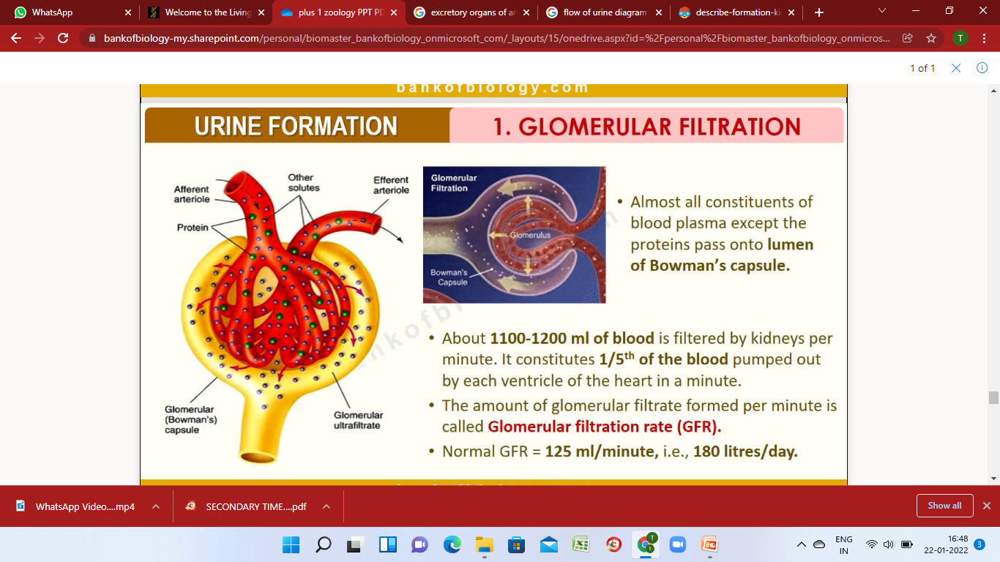 WhatsApp
Welcome to the Living
plus 1 zoology PPT PD
excretory organs of an
flow of urine diagram
describe-formation-ki
bankofbiology-my.sharepoint.com/personal/biomaster_bankofbiology_onmicrosoft_com/_layouts/15/onedrive.aspx?id=%2Fpersonal%2Fbiomaster_bankofbiology_onmicros...
T
1 of 1
bankofbiology.com
URINE FORMATION
1. GLOMERULAR FILTRATION
Afferent
arteriole
Other
solutes
Efferent
arteriole
Protein
Glomerular
(Bowman's)
capsule
Glomerular
ultrafiltrate
Glomerular
Filtration
Glomerulus
Bowman's
Capsule
• Almost all constituents of
blood plasma except the
proteins pass onto lumen
of Bowman's capsule.
• About 1100-1200 ml of blood is filtered by kidneys per
minute. It constitutes 1/5th of the blood pumped out
by each ventricle of the heart in a minute.
• The amount of glomerular filtrate formed per minute is
called Glomerular filtration rate (GFR).
• Normal GFR = 125 ml/minute, i.e., 180 litres/day.
WhatsApp Video....mp4
SECONDARY TIME....pdf
Show all
T
ENG
IN
16:48
22-01-2022
3